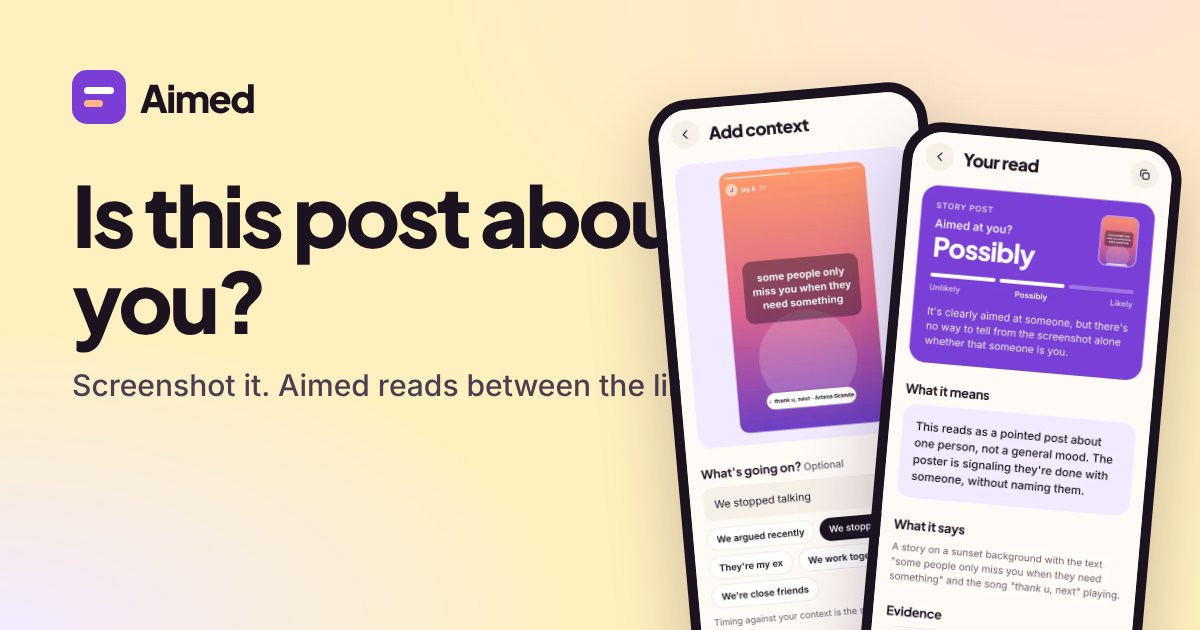 Aimed
Is this post abou
you?
Screenshot it. Aimed reads between the li
Add context
J jay.k 2h
some people only
miss you when they
need something
thank u, next · Ariana Grande
What's going on? Optional
We stopped talking
We argued recently
We stopp
They're my ex
We work toge
We're close friends
Timing against your context is the s
Your read
STORY POST
Aimed at you?
Possibly
Unlikely
Possibly
Likely
It's clearly aimed at someone, but there's
no way to tell from the screenshot alone
whether that someone is you.
What it means
This reads as a pointed post about
one person, not a general mood. The
poster is signaling they're done with
someone, without naming them.
What it says
A story on a sunset background with the text
"some people only miss you when they need
something" and the song "thank u, next" playing.
Evidence